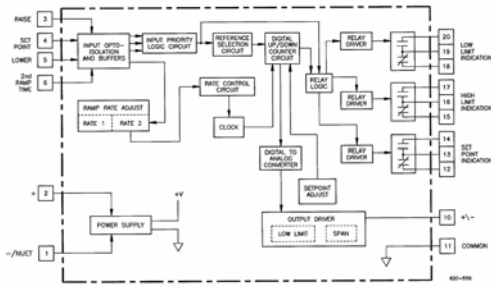 RAISE
3
SET
POINT
4
LOWER
5
2nd
RAMP
TIME
6
INPUT OPTO-
ISOLATION
AND BUFFERS
INPUT PRIORITY
LOGIC CIRCUIT
REFERENCE
SELECTION
CIRCUIT
DIGITAL
UP/DOWN
COUNTER
CIRCUIT
RELAY
DRIVER
20
19
18
LOW
LIMIT
INDICATION
RELAY
LOGIC
RELAY
DRIVER
17
16
15
HIGH
LIMIT
INDICATION
RATE CONTROL
CIRCUIT
RAMP RATE ADJUST
RATE 1
RATE 2
CLOCK
RELAY
DRIVER
14
13
12
SET
POINT
INDICATION
DIGITAL TO
ANALOG
CONVERTER
SETPOINT
ADJUST
+
2
+V
POWER SUPPLY
-/NUET
1
OUTPUT DRIVER
LOW LIMIT
SPAN
10
+\-
11
COMMON